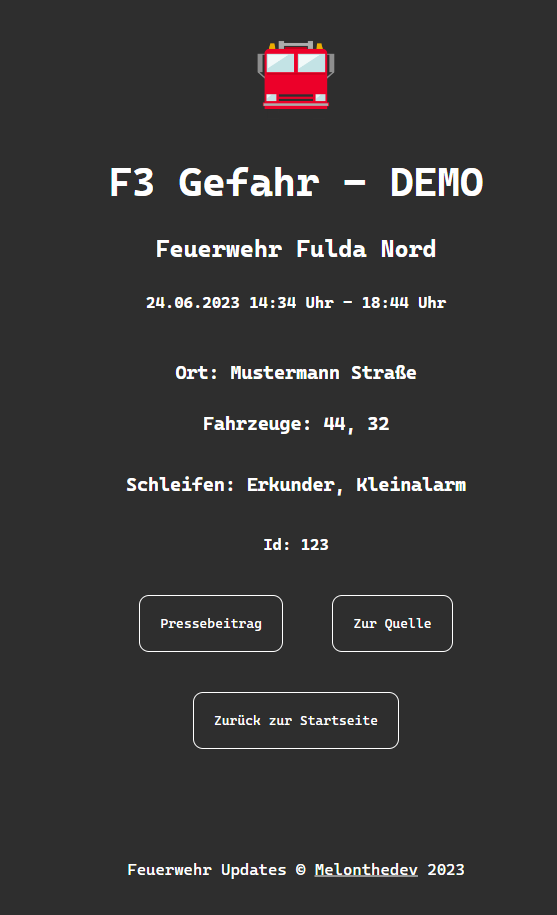 F3 Gefahr - DEMO
Feuerwehr Fulda Nord
24.06.2023 14:34 Uhr - 18:44 Uhr
Ort: Mustermann Straße
Fahrzeuge: 44, 32
Schleifen: Erkunder, Kleinalarm
Id: 123
Pressebeitrag Zur Quelle
Zurück zur Startseite
Feuerwehr Updates © Melonthedev 2023